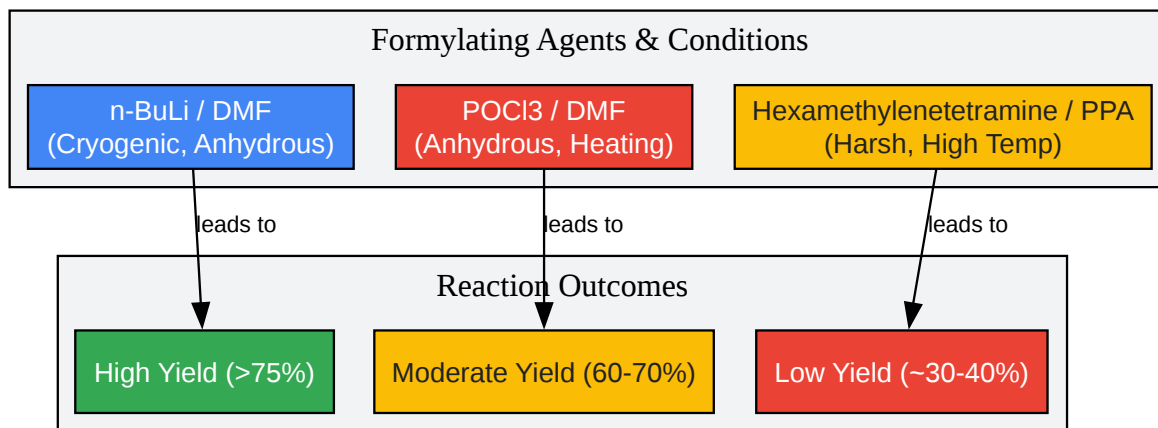 Formylating Agents & Conditions
n-BuLi / DMF
(Cryogenic, Anhydrous)
POCl3 / DMF
(Anhydrous, Heating)
Hexamethylenetetramine / PPA
(Harsh, High Temp)
leads to
leads to
leads to
Reaction Outcomes
High Yield (>75%)
Moderate Yield (60-70%)
Low Yield (~30-40%)